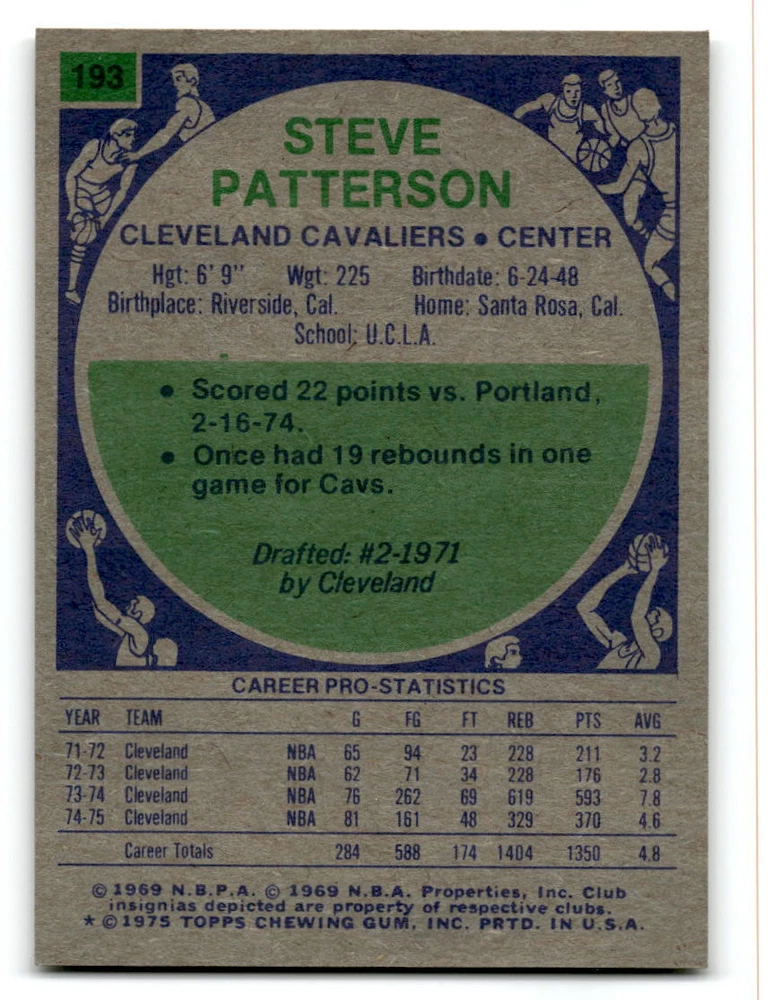 193
STEVE
PATTERSON
CLEVELAND CAVALIERS • CENTER
Hgt: 6' 9" Wgt: 225 Birthdate: 6-24-48
Birthplace: Riverside, Cal. Home: Santa Rosa, Cal.
School: U.C.L.A.
• Scored 22 points vs. Portland,
2-16-74.
• Once had 19 rebounds in one
game for Cavs.
Drafted: #2-1971
by Cleveland
CAREER PRO-STATISTICS
YEAR TEAM G FG FT REB PTS AVG
71-72 Cleveland NBA 65 94 23 228 211 3.2
72-73 Cleveland NBA 62 71 34 228 176 2.8
73-74 Cleveland NBA 76 262 69 619 593 7.8
74-75 Cleveland NBA 81 161 48 329 370 4.6
Career Totals 284 588 174 1404 1350 4.8
© 1969 N.B.P.A. © 1969 N.B.A. Properties, Inc. Club
insignias depicted are property of respective clubs.
* © 1975 TOPPS CHEWING GUM, INC. PRTD. IN U.S.A.